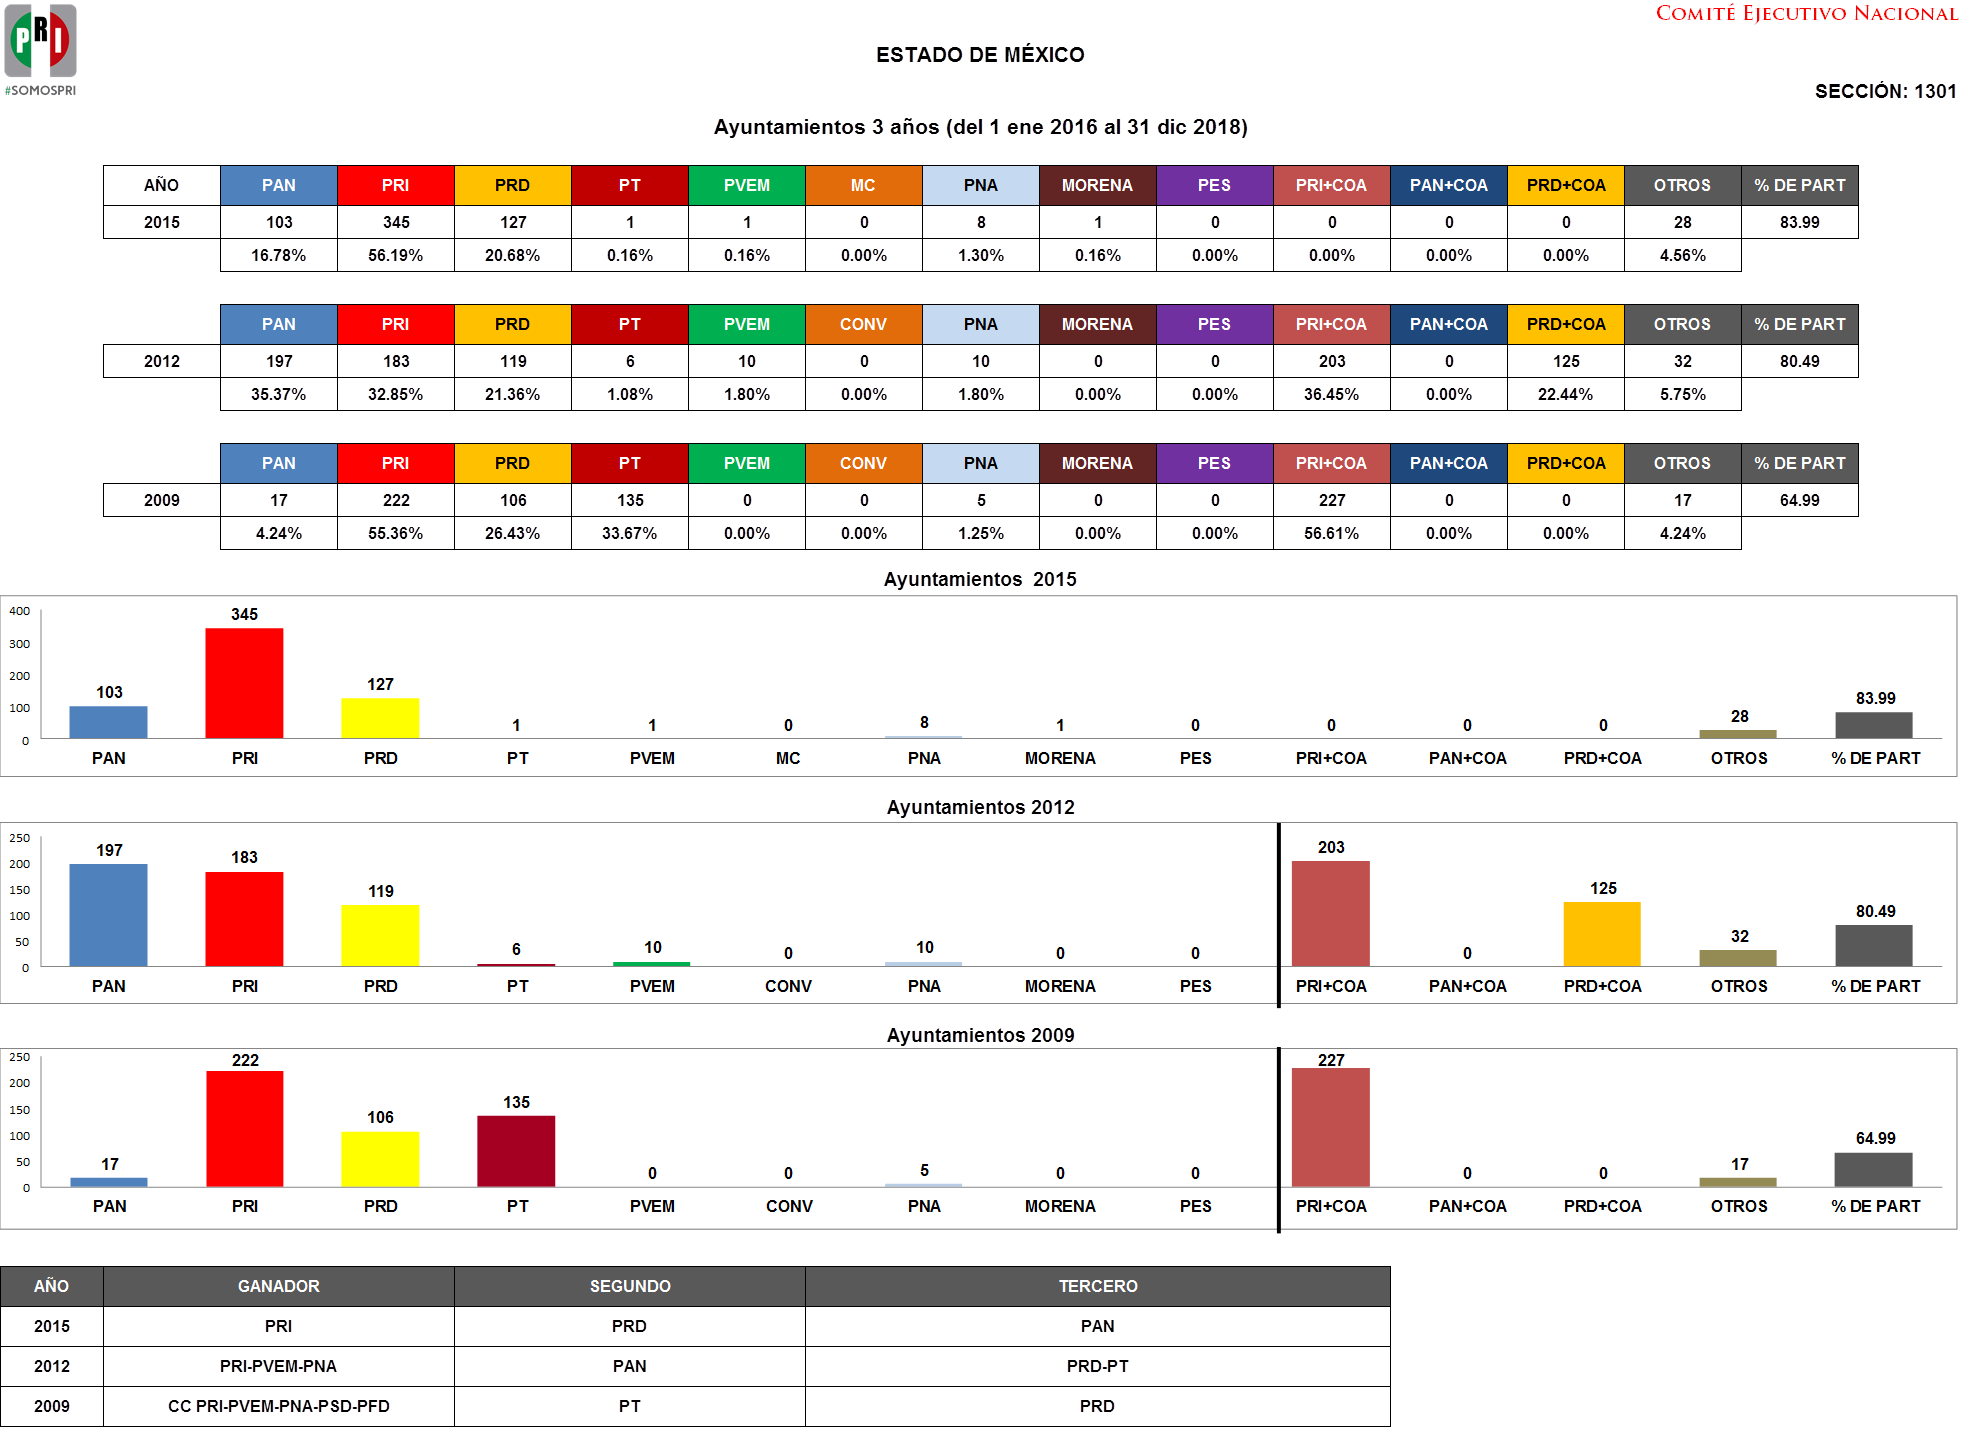 PRI
#SOMOSPRI
COMITÉ EJECUTIVO NACIONAL
ESTADO DE MÉXICO
SECCIÓN: 1301
Ayuntamientos 3 años (del 1 ene 2016 al 31 dic 2018)
AÑO PAN PRI PRD PT PVEM MC PNA MORENA PES PRI+COA PAN+COA PRD+COA OTROS % DE PART
2015 103 345 127 1 1 0 8 1 0 0 0 0 28 83.99
16.78% 56.19% 20.68% 0.16% 0.16% 0.00% 1.30% 0.16% 0.00% 0.00% 0.00% 0.00% 4.56%
PAN PRI PRD PT PVEM CONV PNA MORENA PES PRI+COA PAN+COA PRD+COA OTROS % DE PART
2012 197 183 119 6 10 0 10 0 0 203 0 125 32 80.49
35.37% 32.85% 21.36% 1.08% 1.80% 0.00% 1.80% 0.00% 0.00% 36.45% 0.00% 22.44% 5.75%
PAN PRI PRD PT PVEM CONV PNA MORENA PES PRI+COA PAN+COA PRD+COA OTROS % DE PART
2009 17 222 106 135 0 0 5 0 0 227 0 0 17 64.99
4.24% 55.36% 26.43% 33.67% 0.00% 0.00% 1.25% 0.00% 0.00% 56.61% 0.00% 0.00% 4.24%
Ayuntamientos 2015
400
300
200
100
0
103 345 127 1 1 0 8 1 0 0 0 0 28 83.99
PAN PRI PRD PT PVEM MC PNA MORENA PES PRI+COA PAN+COA PRD+COA OTROS % DE PART
Ayuntamientos 2012
250
200
150
100
50
0
197 183 119 6 10 0 10 0 0 203 0 125 32 80.49
PAN PRI PRD PT PVEM CONV PNA MORENA PES PRI+COA PAN+COA PRD+COA OTROS % DE PART
Ayuntamientos 2009
250
200
150
100
50
0
17 222 106 135 0 0 5 0 0 227 0 0 17 64.99
PAN PRI PRD PT PVEM CONV PNA MORENA PES PRI+COA PAN+COA PRD+COA OTROS % DE PART
AÑO GANADOR SEGUNDO TERCERO
2015 PRI PRD PAN
2012 PRI-PVEM-PNA PAN PRD-PT
2009 CC PRI-PVEM-PNA-PSD-PFD PT PRD